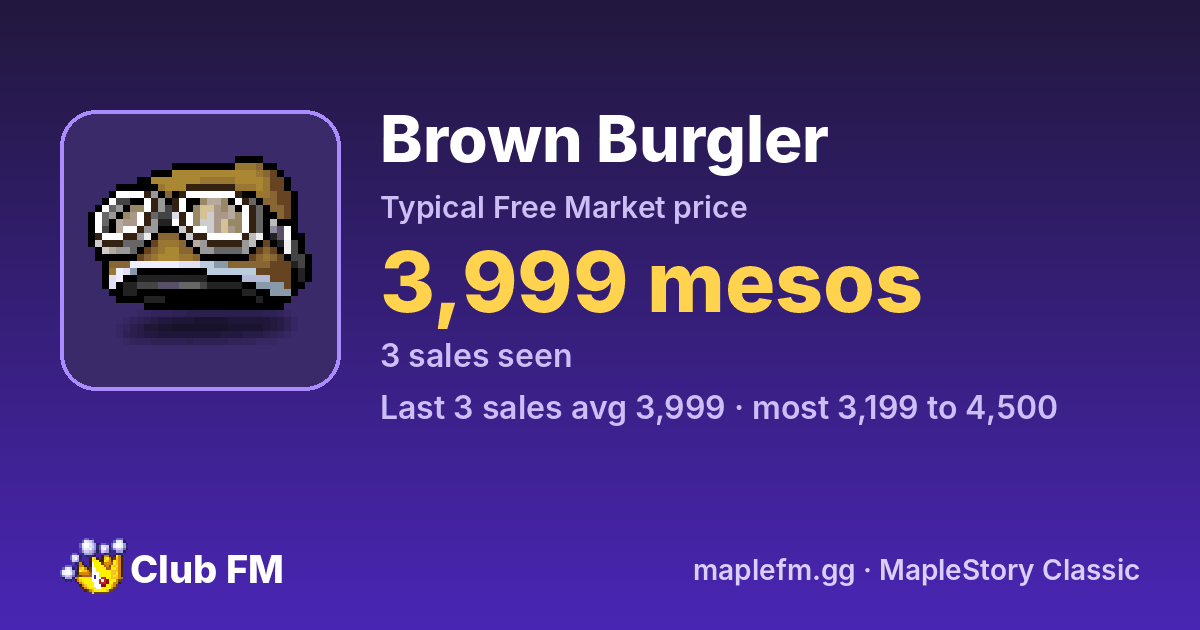 Brown Burgler
Typical Free Market price
3,999 mesos
3 sales seen
Last 3 sales avg 3,999 · most 3,199 to 4,500
Club FM
maplefm.gg · MapleStory Classic